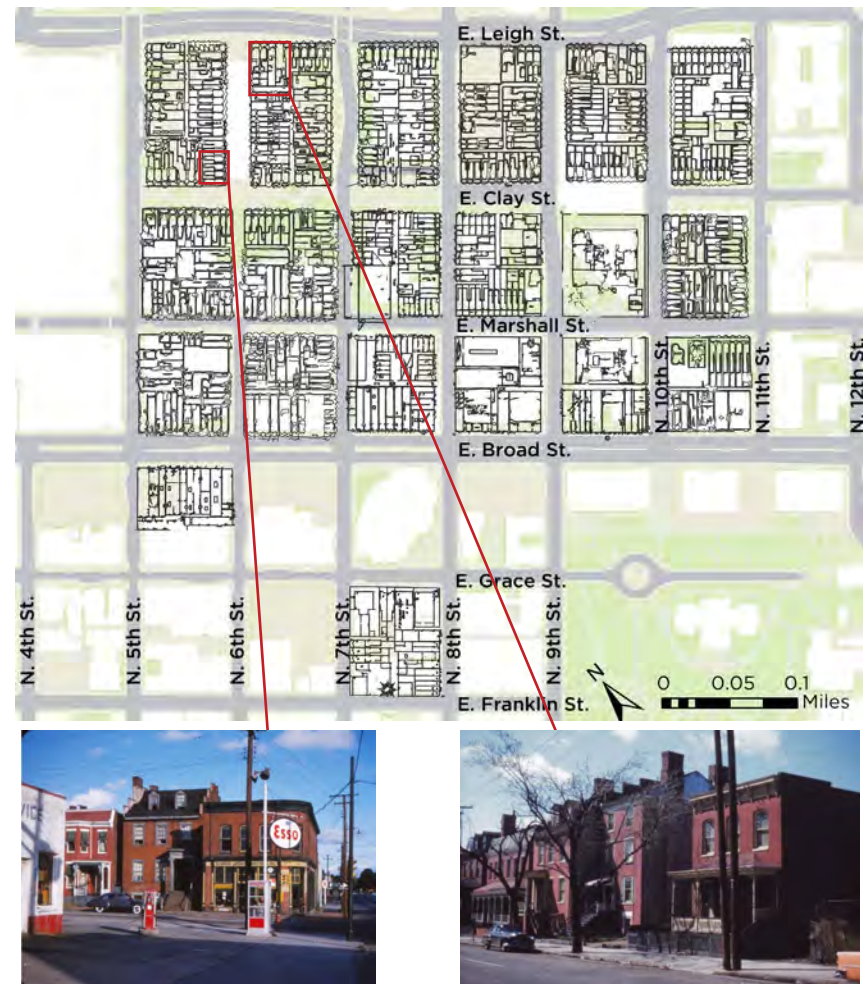 E. Leigh St.
E. Clay St.
E. Marshall St.
N. 10th St.
N. 11th St.
N. 12th St.
E. Broad St.
E. Grace St.
N. 4th St.
N. 5th St.
N. 6th St.
N. 7th St.
N. 8th St.
N. 9th St.
N
0 0.05 0.1
Miles
E. Franklin St.
VICE
Esso